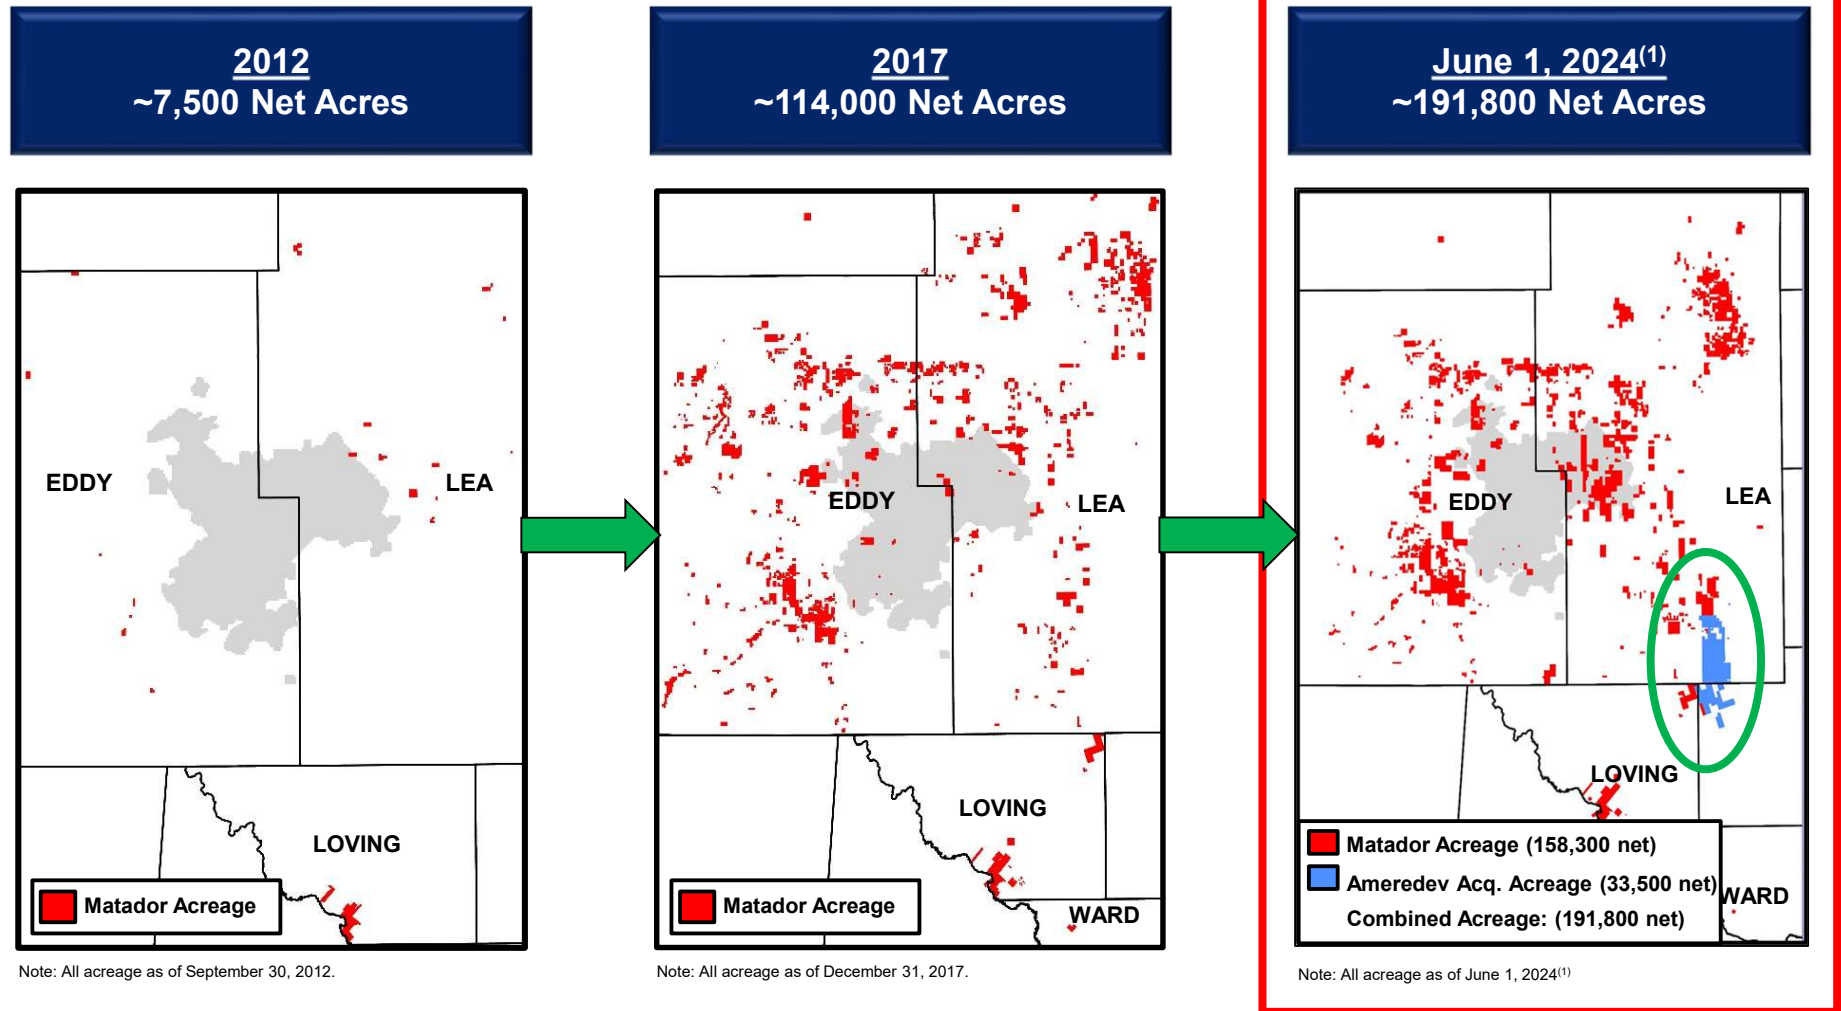 2012
~7,500 Net Acres
2017
~114,000 Net Acres
June 1, 2024(1)
~191,800 Net Acres
EDDY
LEA
LOVING
Matador Acreage
Note: All acreage as of September 30, 2012.
EDDY
LEA
LOVING
WARD
Matador Acreage
Note: All acreage as of December 31, 2017.
EDDY
LEA
LOVING
WARD
Matador Acreage (158,300 net)
Ameredev Acq. Acreage (33,500 net)
Combined Acreage: (191,800 net)
Note: All acreage as of June 1, 2024(1)